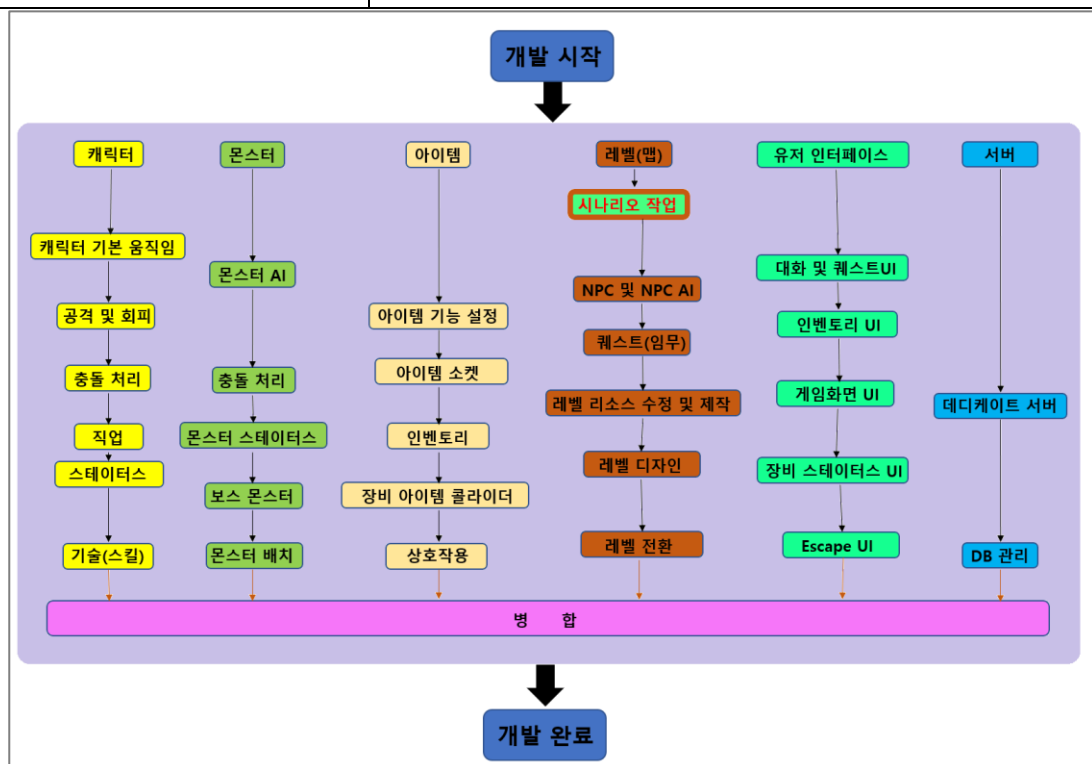 개발 시작
캐릭터
캐릭터 기본 움직임
공격 및 회피
충돌 처리
직업
스테이터스
기술(스킬)
몬스터
몬스터 AI
충돌 처리
몬스터 스테이터스
보스 몬스터
몬스터 배치
아이템
아이템 기능 설정
아이템 소켓
인벤토리
장비 아이템 콜라이더
상호작용
레벨(맵)
시나리오 작업
NPC 및 NPC AI
퀘스트(임무)
레벨 리소스 수정 및 제작
레벨 디자인
레벨 전환
유저 인터페이스
대화 및 퀘스트UI
인벤토리 UI
게임화면 UI
장비 스테이터스 UI
Escape UI
서버
데디케이트 서버
DB 관리
병 합
개발 완료